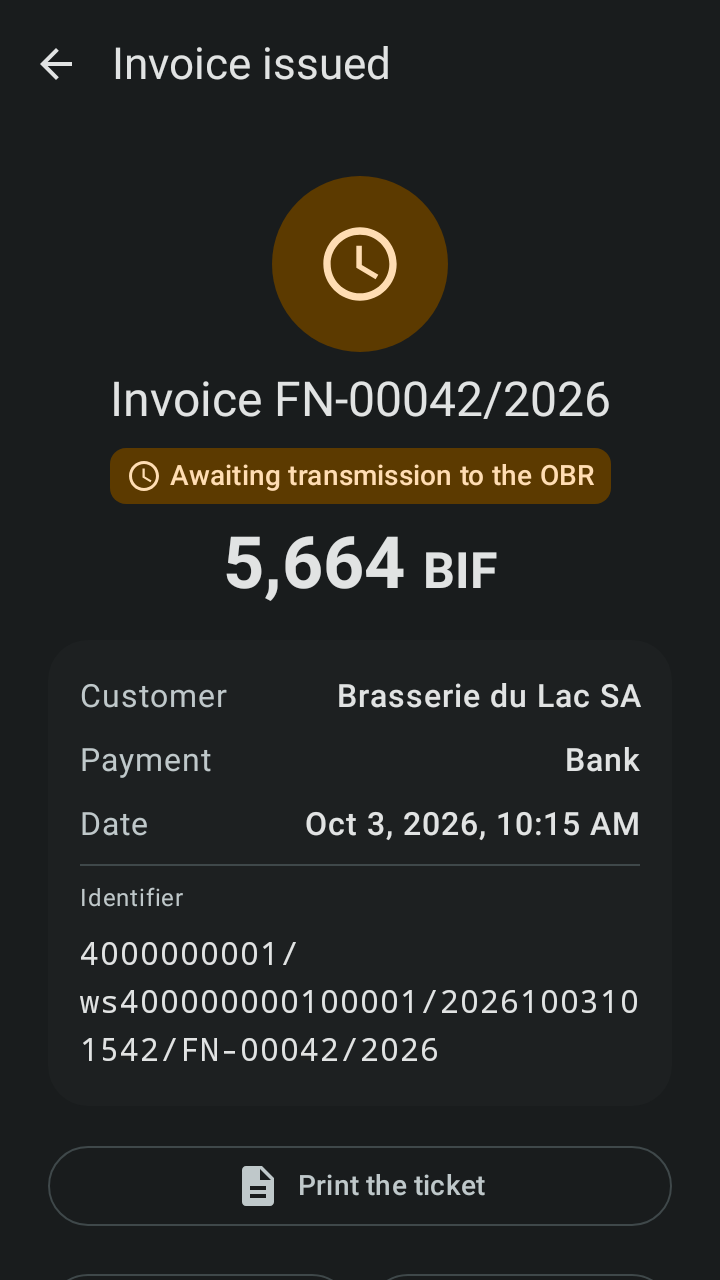 Invoice issued
Invoice FN-00042/2026
Awaiting transmission to the OBR
5,664 BIF
Customer Brasserie du Lac SA
Payment Bank
Date Oct 3, 2026, 10:15 AM
Identifier
4000000001/
ws400000000100001/2026100310
1542/FN-00042/2026
Print the ticket